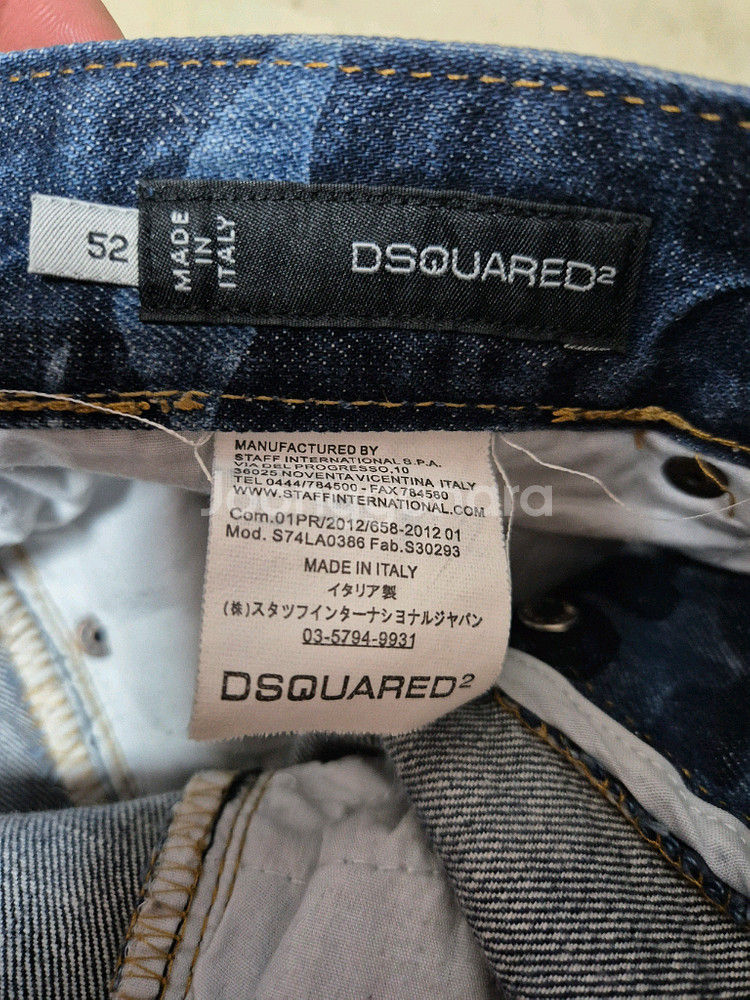 52
MADE
IN
ITALY
DSQUARED2
MANUFACTURED BY
STAFF INTERNATIONAL S.P.A.
VIA DEL PROGRESSO,10
36025 NOVENTA VICENTINA ITALY
TEL 0444/784500 - FAX 784580
WWW.STAFFINTERNATIONAL.COM
Com.01PR/2012/658-2012 01
Mod. S74LA0386 Fab.S30293
MADE IN ITALY
イタリア製
(株)スタッフインターナショナルジャパン
03-5794-9931
DSQUARED2